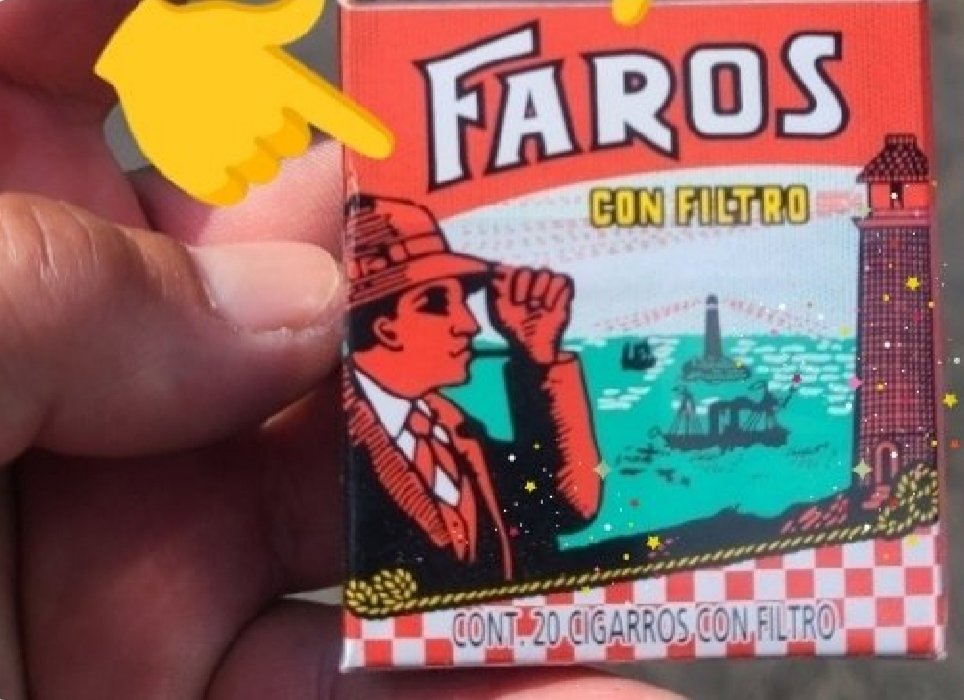 FAROS
CON FILTRO
CONT. 20 CIGARROS CON FILTRO